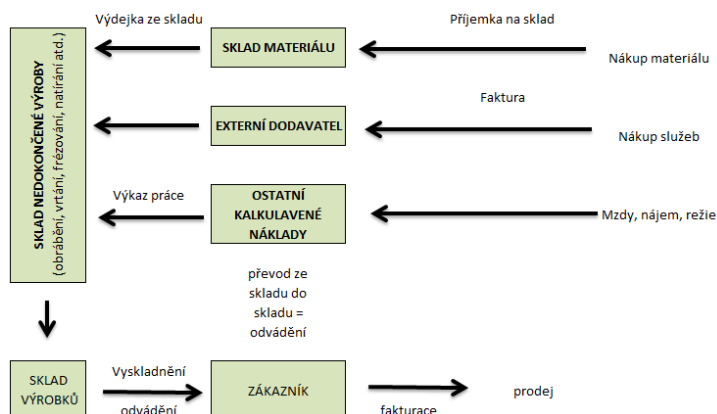 Výdejka ze skladu
Příjemka na sklad
SKLAD MATERIÁLU
Nákup materiálu
SKLAD NEDOKONČENÉ VÝROBY
(obrábění, vrtání, frézování, natírání atd.)
Faktura
EXTERNÍ DODAVATEL
Nákup služeb
Výkaz práce
OSTATNÍ
KALKULAVENÉ
NÁKLADY
Mzdy, nájem, režie
převod ze
skladu do
skladu =
odvádění
SKLAD
VÝROBKŮ
Vyskladnění
odvádění
ZÁKAZNÍK
fakturace
prodej